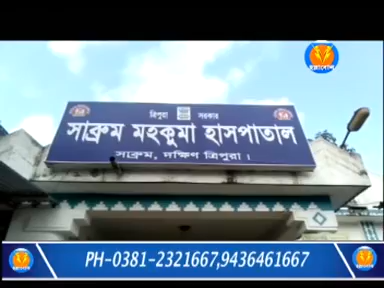 ত্রিপুরা সরকার
সাব্রুম মহকুমা হাসপাতাল
সাব্রুম, দক্ষিণ ত্রিপুরা ।
PH-0381-2321667,9436461667